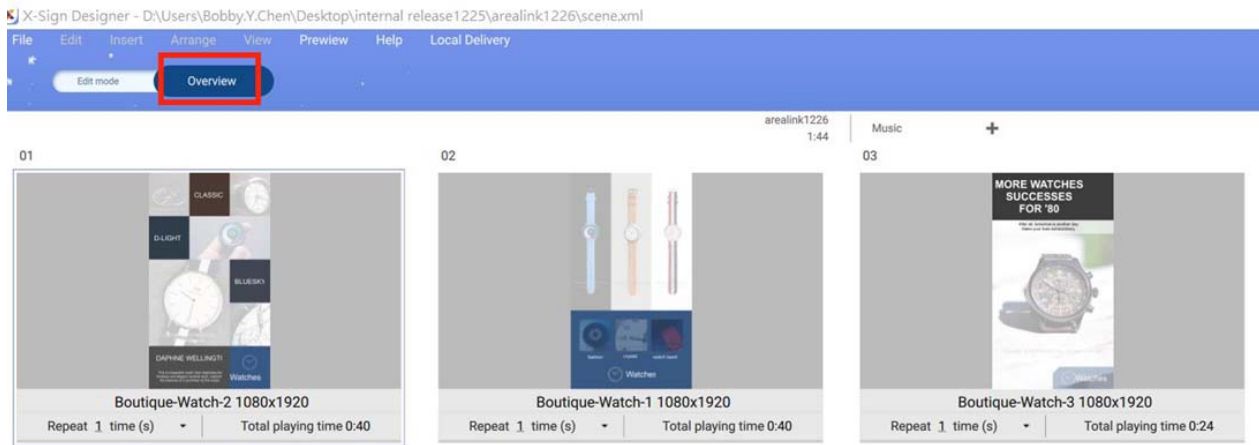 X-Sign Designer - D:\Users\Bobby.Y.Chen\Desktop\internal release1225\arealink1226\scene.xml
File Edit Insert Arrange View Prewiew Help Local Delivery
Edit mode Overview
arealink1226
1:44
Music +
01 02 03
CLASSIC
D-LIGHT
BLUESKY
DAPHNE WELLINGT
Watches
Watches
MORE WATCHES
SUCCESSES
FOR '80
Watches
Boutique-Watch-2 1080x1920
Repeat 1 time (s) Total playing time 0:40
Boutique-Watch-1 1080x1920
Repeat 1 time (s) Total playing time 0:40
Boutique-Watch-3 1080x1920
Repeat 1 time (s) Total playing time 0:24